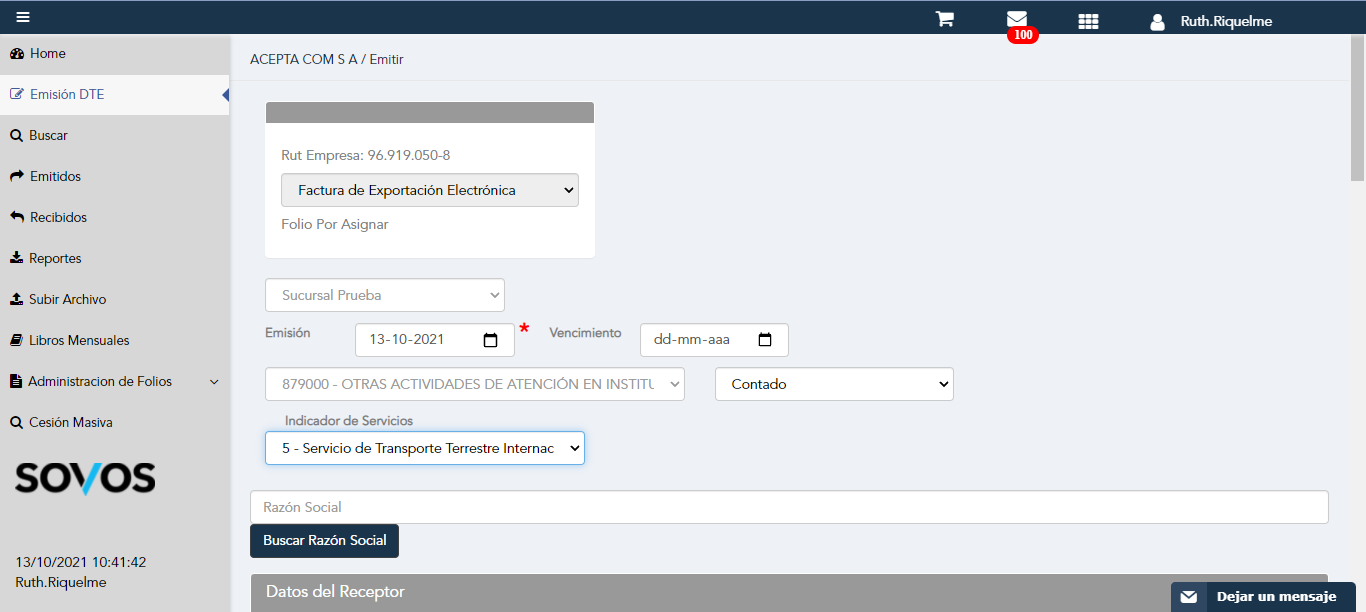 Ruth.Riquelme
100
Home
Emisión DTE
Buscar
Emitidos
Recibidos
Reportes
Subir Archivo
Libros Mensuales
Administracion de Folios
Cesión Masiva
SOVOS
13/10/2021 10:41:42
Ruth.Riquelme
ACEPTA COM S A / Emitir
Rut Empresa: 96.919.050-8
Factura de Exportación Electrónica
Folio Por Asignar
Sucursal Prueba
Emisión 13-10-2021 * Vencimiento dd-mm-aaa
879000 - OTRAS ACTIVIDADES DE ATENCIÓN EN INSTITU Contado
Indicador de Servicios
5 - Servicio de Transporte Terrestre Internac
Razón Social
Buscar Razón Social
Datos del Receptor
Dejar un mensaje